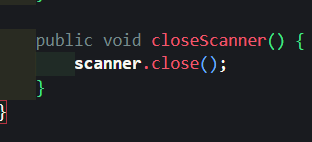 public void closeScanner() {
scanner.close();
}
}